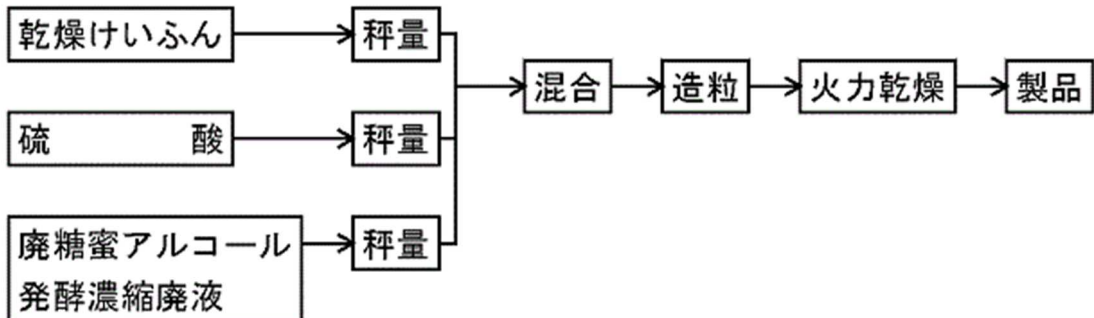 乾燥けいふん
秤量
硫酸
秤量
廃糖蜜アルコール
発酵濃縮廃液
秤量
混合
造粒
火力乾燥
製品